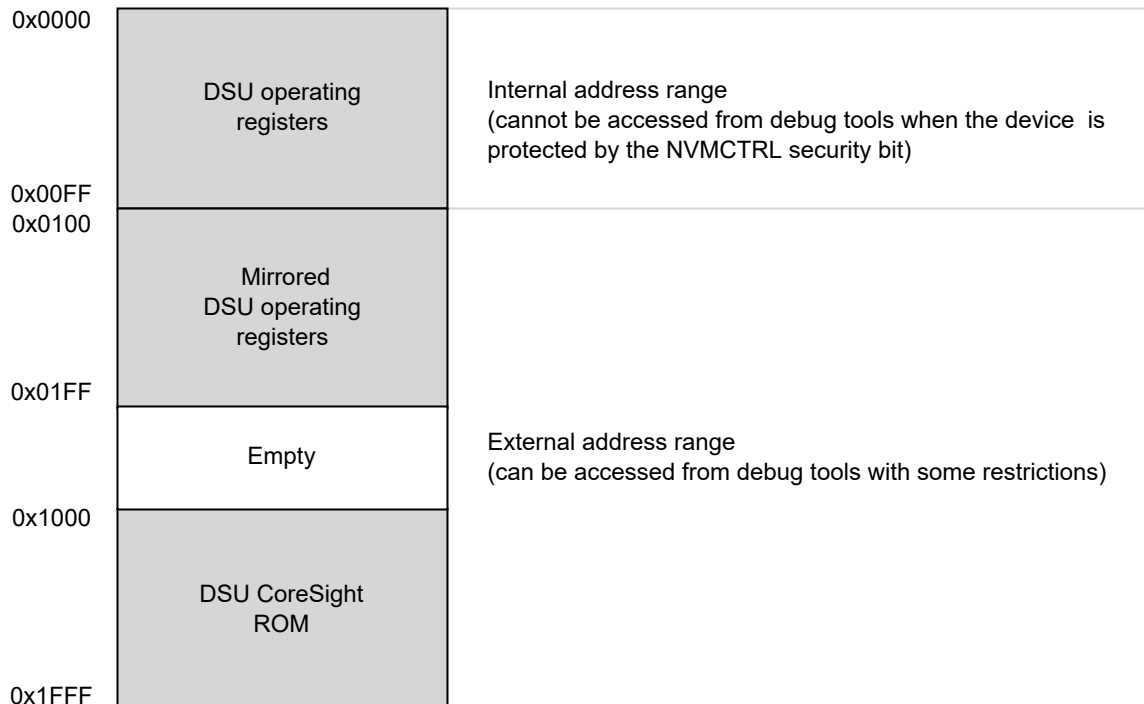 0x0000
DSU operating
registers
Internal address range
(cannot be accessed from debug tools when the device is
protected by the NVMCTRL security bit)
0x00FF
0x0100
Mirrored
DSU operating
registers
0x01FF
Empty
External address range
(can be accessed from debug tools with some restrictions)
0x1000
DSU CoreSight
ROM
0x1FFF